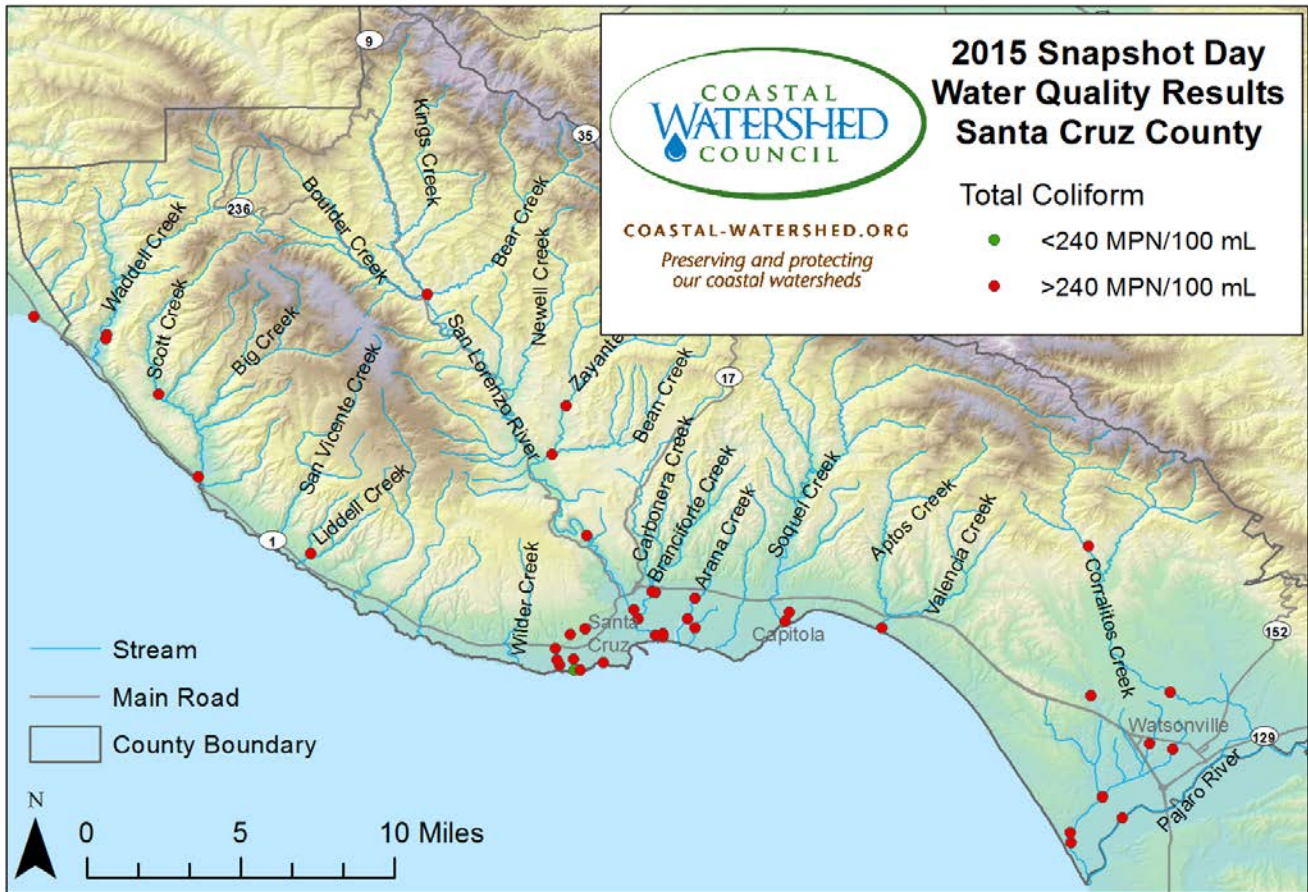 COASTAL
WATERSHED
COUNCIL
COASTAL-WATERSHED.ORG
Preserving and protecting
our coastal watersheds
2015 Snapshot Day
Water Quality Results
Santa Cruz County
Total Coliform
<240 MPN/100 mL
>240 MPN/100 mL
9
35
236
17
1
152
129
Kings Creek
Bear Creek
Boulder Creek
Newell Creek
Waddell Creek
Scott Creek
Big Creek
San Vicente Creek
Liddell Creek
San Lorenzo River
Zayante
Bean Creek
Carbonera Creek
Branciforte Creek
Arana Creek
Soquel Creek
Aptos Creek
Valencia Creek
Corralitos Creek
Wilder Creek
Santa
Cruz
Capitola
Watsonville
Pajaro River
Stream
Main Road
County Boundary
N
0 5 10 Miles